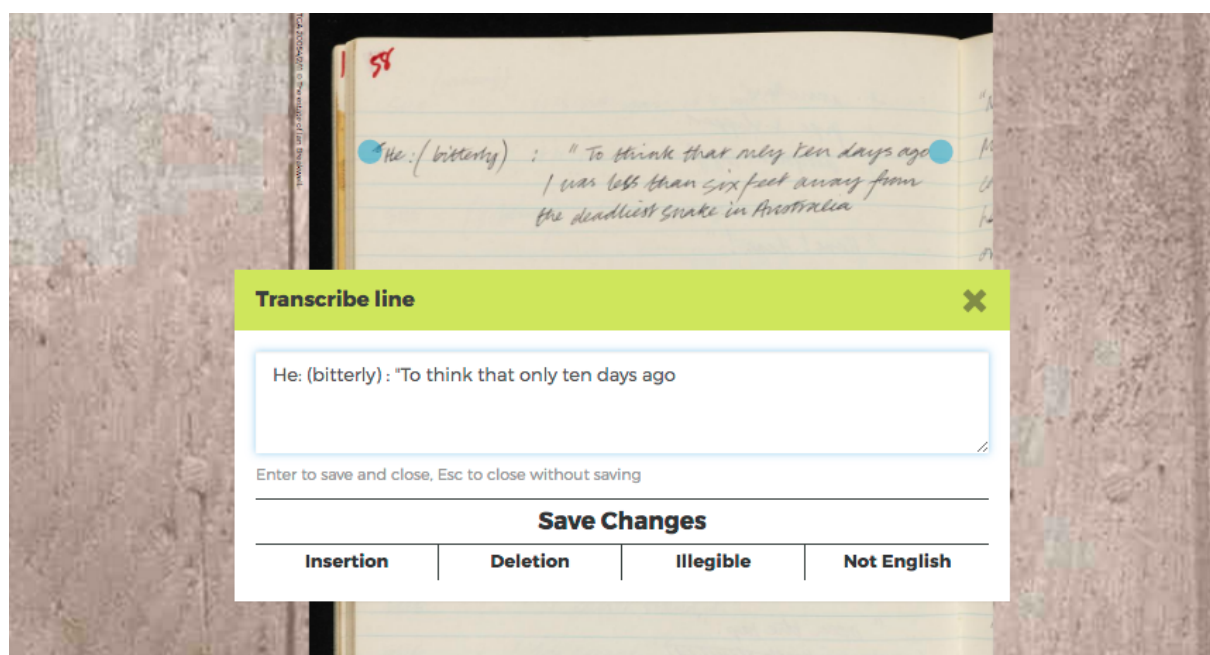 58
He: (bitterly) : " To think that only ten days ago
I was less than six feet away from
the deadliest snake in Australia
Transcribe line
He: (bitterly) : "To think that only ten days ago
Enter to save and close, Esc to close without saving
Save Changes
Insertion Deletion Illegible Not English